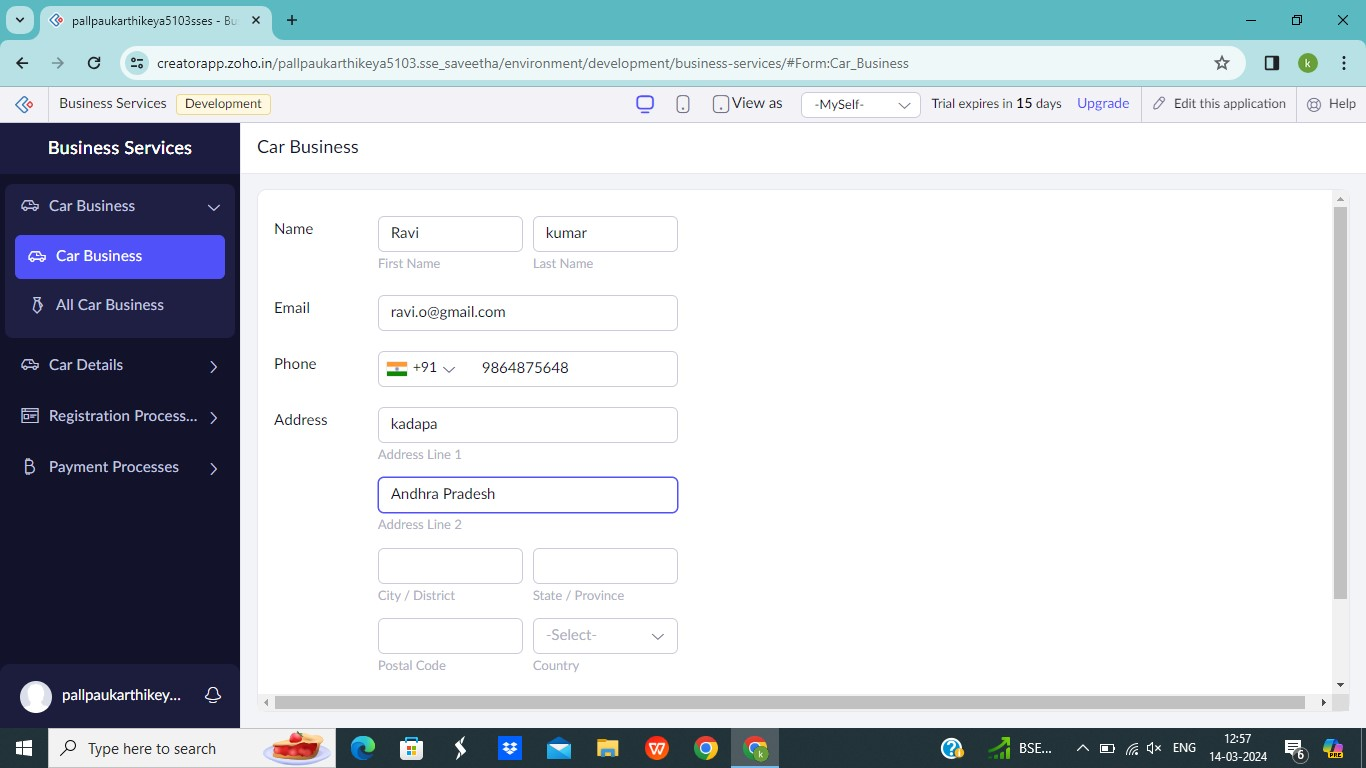 pallpaukarthikeya5103sses - Bu
creatorapp.zoho.in/pallpaukarthikeya5103.sse_saveetha/environment/development/business-services/#Form:Car_Business
k
Business Services Development View as -MySelf- Trial expires in 15 days Upgrade Edit this application Help
Business Services
Car Business
Car Business
All Car Business
Car Details
Registration Process...
Payment Processes
pallpaukarthikey...
Car Business
Name Ravi kumar
First Name Last Name
Email ravi.o@gmail.com
Phone +91 9864875648
Address kadapa
Address Line 1
Andhra Pradesh
Address Line 2
City / District State / Province
-Select-
Postal Code Country
Type here to search BSE... ENG 12:57
14-03-2024
6
PRE